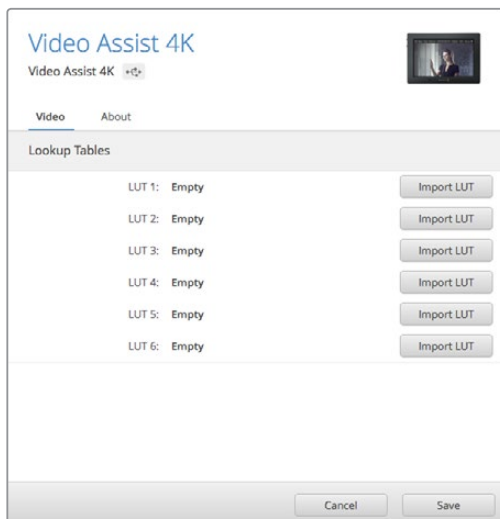 Video Assist 4K
Video Assist 4K
Video About
Lookup Tables
LUT 1: Empty Import LUT
LUT 2: Empty Import LUT
LUT 3: Empty Import LUT
LUT 4: Empty Import LUT
LUT 5: Empty Import LUT
LUT 6: Empty Import LUT
Cancel Save